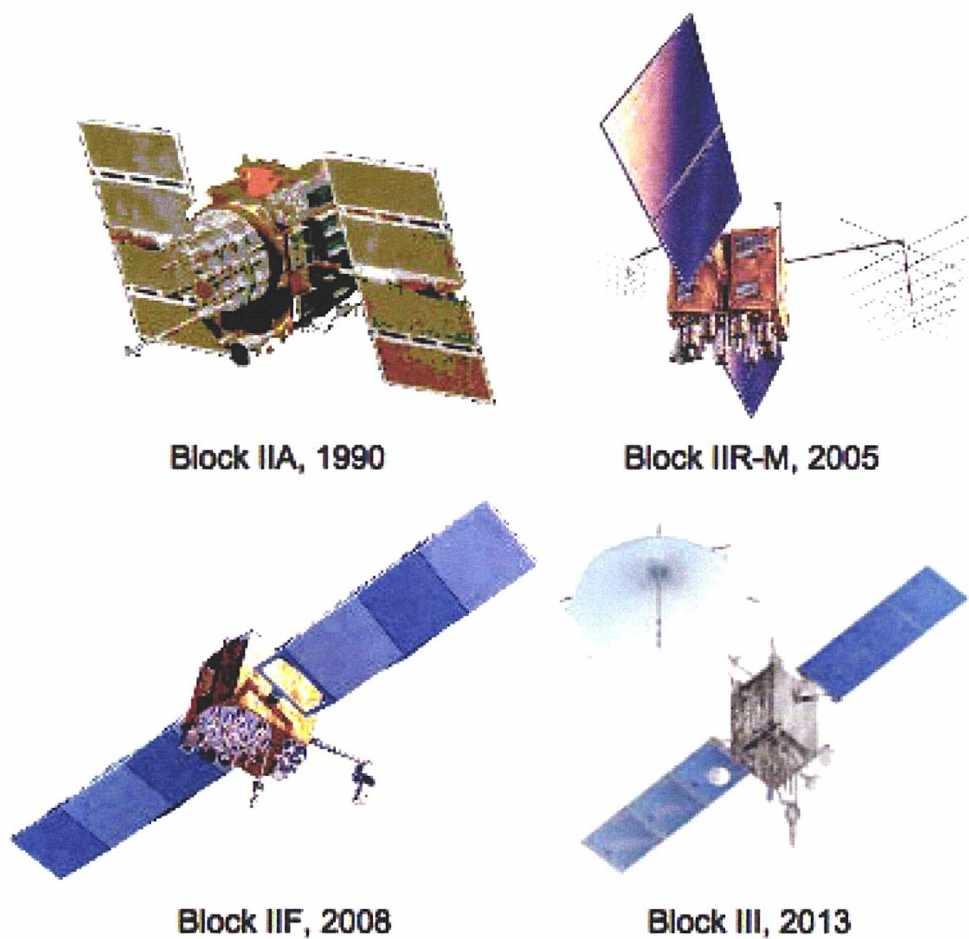 Block IIA, 1990
Block IIR-M, 2005
Block IIF, 2008
Block III, 2013